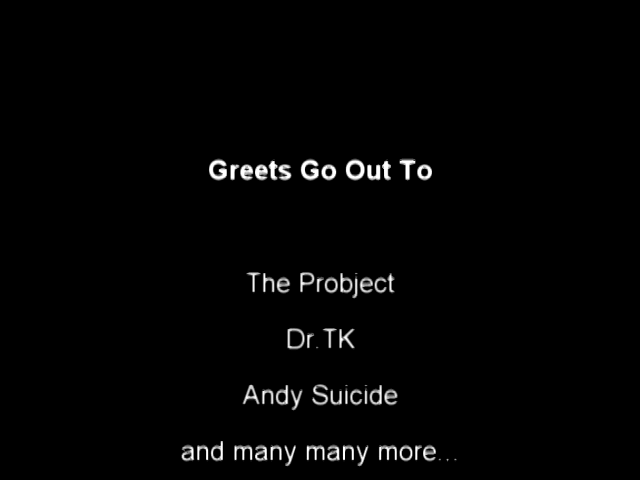 Greets Go Out To
The Probject
Dr.TK
Andy Suicide
and many many more...